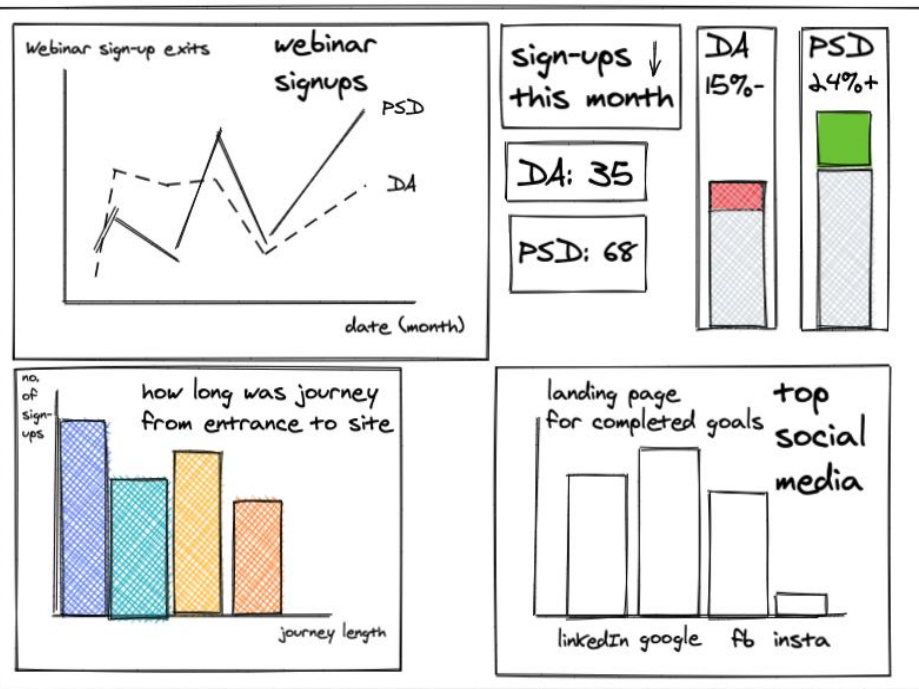 Webinar sign-up exits
webinar
signups
PSD
DA
date (month)
sign-ups ↓
this month
DA: 35
PSD: 68
DA
15%-
PSD
24%+
no.
of
sign-
ups
how long was journey
from entrance to site
journey length
landing page
for completed goals
top
social
media
linkedIn google fb insta